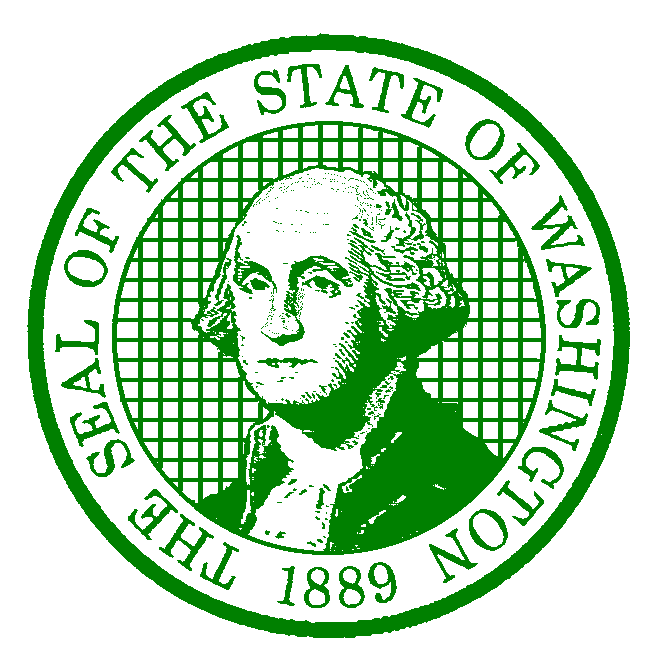 THE SEAL OF THE STATE OF WASHINGTON
1889